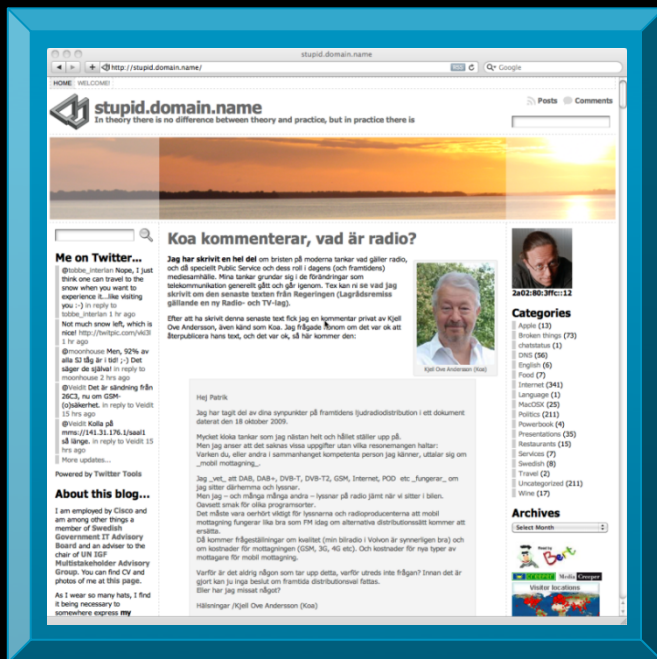 stupid.domain.name
http://stupid.domain.name/
RSS
Google
HOME WELCOME!
stupid.domain.name
In theory there is no difference between theory and practice, but in practice there is
Posts Comments
Me on Twitter...
@tobbe_interlan Nope, I just
think one can travel to the
snow when you want to
experience it...like visiting
you :-) in reply to
tobbe_interlan 1 hr ago
Not much snow left, which is
nice!
1 hr ago
@moonhouse Men, 92% av
alla SJ tåg är i tid! ;-) Det
säger de själva! in reply to
moonhouse 2 hrs ago
@Veidit Det är sändning från
26C3, nu om GSM-
(o)säkerhet. in reply to Veidit
15 hrs ago
@Veidit Kolla på
mms://141.31.176.1/saal1
så länge. in reply to Veidit 15
hrs ago
More updates...
Powered by Twitter Tools
About this blog...
I am employed by Cisco and
am among other things a
member of Swedish
Government IT Advisory
Board and an adviser to the
chair of UN IGF
Multistakeholder Advisory
Group. You can find CV and
photos of me at this page.
As I wear so many hats, I find
it being necessary to
somewhere express my
Koa kommenterar, vad är radio?
Jag har skrivit en hel del om bristen på moderna tankar vad gäller radio,
och då speciellt Public Service och dess roll i dagens (och framtidens)
mediesamhälle. Mina tankar grundar sig i de förändringar som
telekommunikation generellt gått och går igenom. Tex kan ni se vad jag
skrivit om den senaste texten från Regeringen (Lagrådsremiss
gällande en ny Radio- och TV-lag).
Efter att ha skrivit denna senaste text fick jag en kommentar privat av Kjell
Ove Andersson, även känd som Koa. Jag frågade honom om det var ok att
återpublicera hans text, och det var ok, så här kommer den:
Kjell Ove Andersson (Koa)
Hej Patrik
Jag har tagit del av dina synpunkter på framtidens ljudradiodistribution i ett dokument
daterat den 18 oktober 2009.
Mycket kloka tankar som jag nästan helt och hållet ställer upp på.
Men jag anser att det saknas vissa uppgifter utan vilka resonemangen haltar:
Varken du, eller andra i sammanhanget kompetenta person jag känner, uttalar sig om
_mobil mottagning_.
Jag _vet_ att DAB, DAB+, DVB-T, DVB-T2, GSM, Internet, POD etc _fungerar_ om
jag sitter därhemma och lyssnar.
Men jag – och många många andra – lyssnar på radio jämt när vi sitter i bilen.
Oavsett smak för olika programsorter.
Det måste vara oerhört viktigt för lyssnarna och radioproducenterna att mobil
mottagning fungerar lika bra som FM idag om alternativa distributionssätt kommer att
ersätta.
Då kommer frågeställningar om kvalitet (min bilradio i Volvon är synnerligen bra) och
om kostnader för mottagningen (GSM, 3G, 4G etc). Och kostnader för nya typer av
mottagare för mobil mottagning.
Varför är det aldrig någon som tar upp detta, varför utreds inte frågan? Innan det är
gjort kan ju inga beslut om framtida distributionsval fattas.
Eller har jag missat något?
Hälsningar /Kjell Ove Andersson (Koa)
2a02:80:3ffc::12
Categories
Apple (13)
Broken things (73)
chatstatus (1)
DNS (56)
English (6)
Food (7)
Internet (341)
Language (1)
MacOSX (25)
Politics (211)
Powerbook (4)
Presentations (35)
Restaurants (15)
Services (7)
Swedish (8)
Travel (2)
Uncategorized (211)
Wine (17)
Archives
Select Month
Bert
Media Creeper
Visitor locations